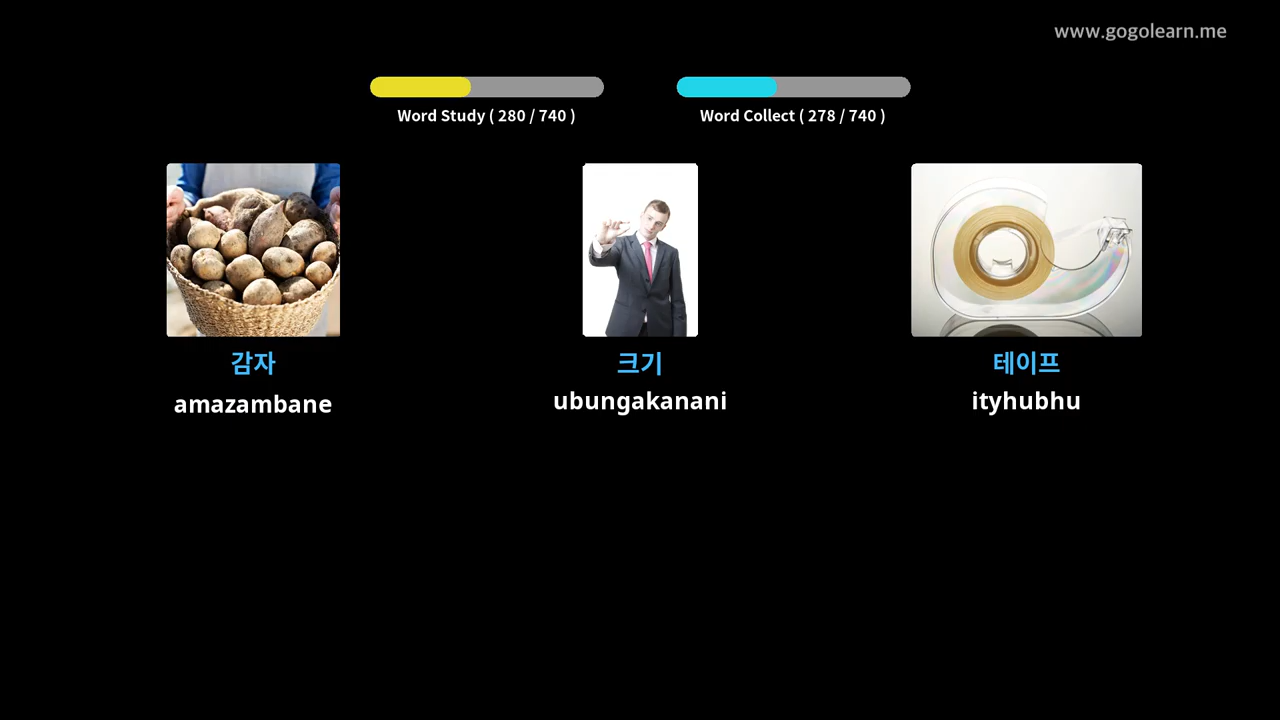 www.gogolearn.me
Word Study ( 280 / 740 )
Word Collect ( 278 / 740 )
감자
크기
테이프
amazambane
ubungakanani
ityhubhu